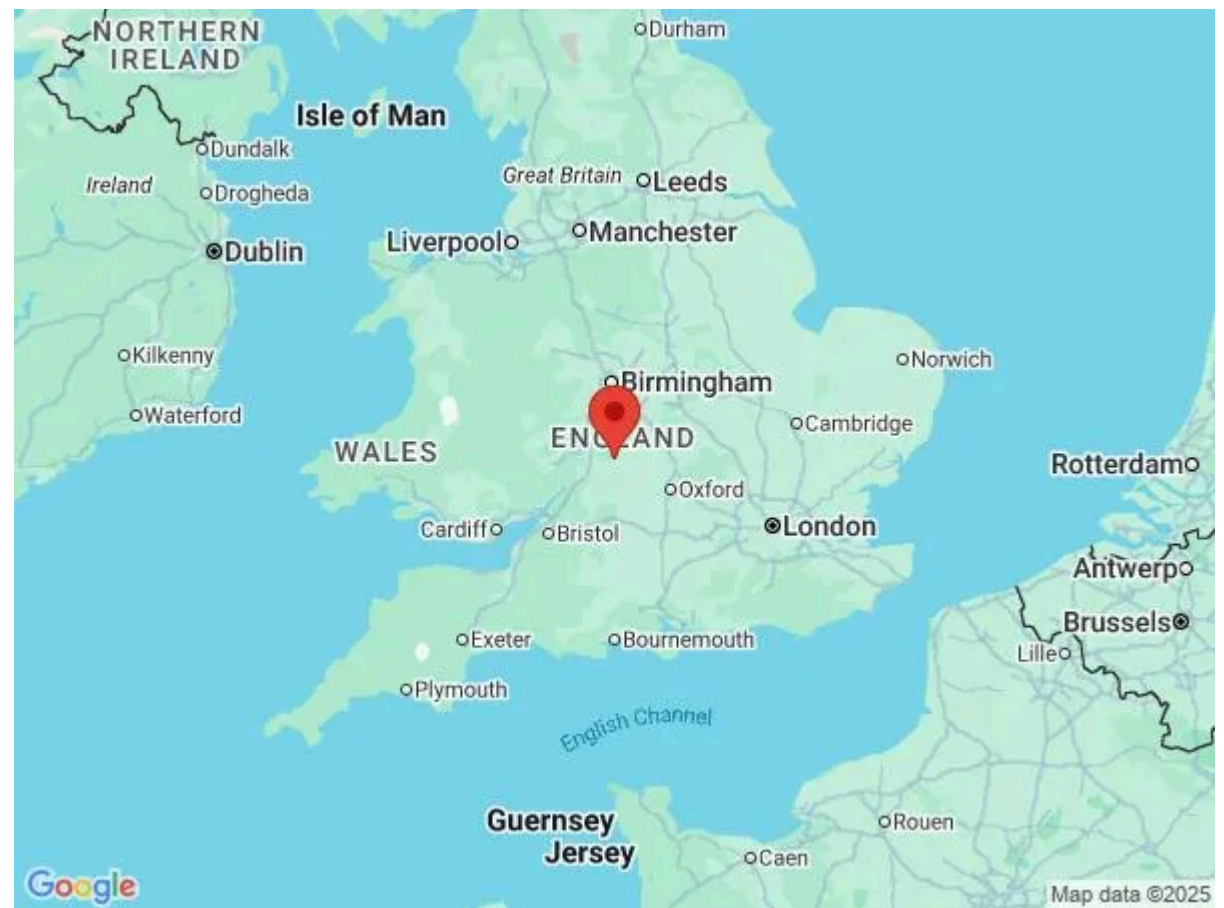 NORTHERN
IRELAND
Durham
Isle of Man
Dundalk
Great Britain
Leeds
Ireland
Drogheda
Manchester
Liverpool
Dublin
Kilkenny
Norwich
Birmingham
Waterford
Cambridge
ENGLAND
WALES
Rotterdam
Oxford
Cardiff
Bristol
London
Antwerp
Brussels
Exeter
Bournemouth
Lille
Plymouth
English Channel
Guernsey
Rouen
Jersey
Caen
Google
Map data ©2025